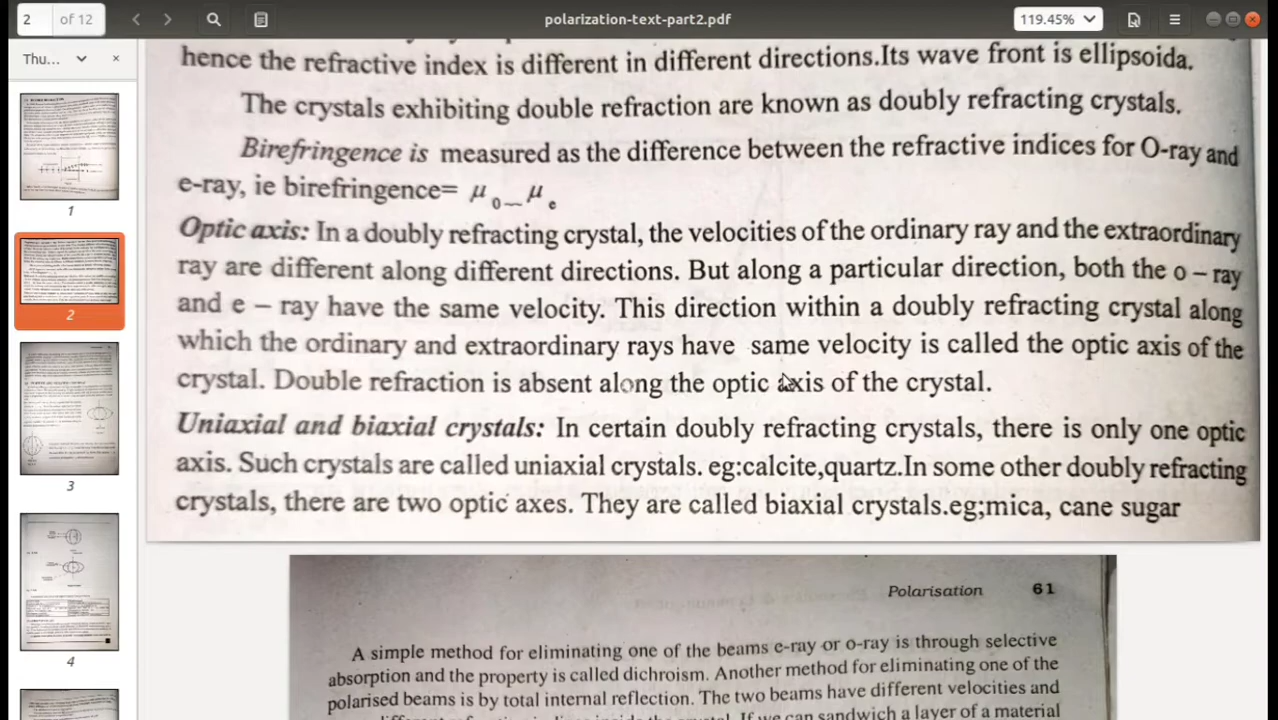 2 of 12
polarization-text-part2.pdf
119.45%
Thu...
hence the refractive index is different in different directions.Its wave front is ellipsoida.
The crystals exhibiting double refraction are known as doubly refracting crystals.
Birefringence is measured as the difference between the refractive indices for O-ray and
e-ray, ie birefringence= μ₀ ~ μₑ
Optic axis: In a doubly refracting crystal, the velocities of the ordinary ray and the extraordinary
ray are different along different directions. But along a particular direction, both the o – ray
and e – ray have the same velocity. This direction within a doubly refracting crystal along
which the ordinary and extraordinary rays have same velocity is called the optic axis of the
crystal. Double refraction is absent along the optic axis of the crystal.
Uniaxial and biaxial crystals: In certain doubly refracting crystals, there is only one optic
axis. Such crystals are called uniaxial crystals. eg:calcite,quartz.In some other doubly refracting
crystals, there are two optic axes. They are called biaxial crystals.eg;mica, cane sugar
Polarisation 61
A simple method for eliminating one of the beams e-ray or o-ray is through selective
absorption and the property is called dichroism. Another method for eliminating one of the
polarised beams is by total internal reflection. The two beams have different velocities and
If we can sandwich a layer of a material
1
2
3
4